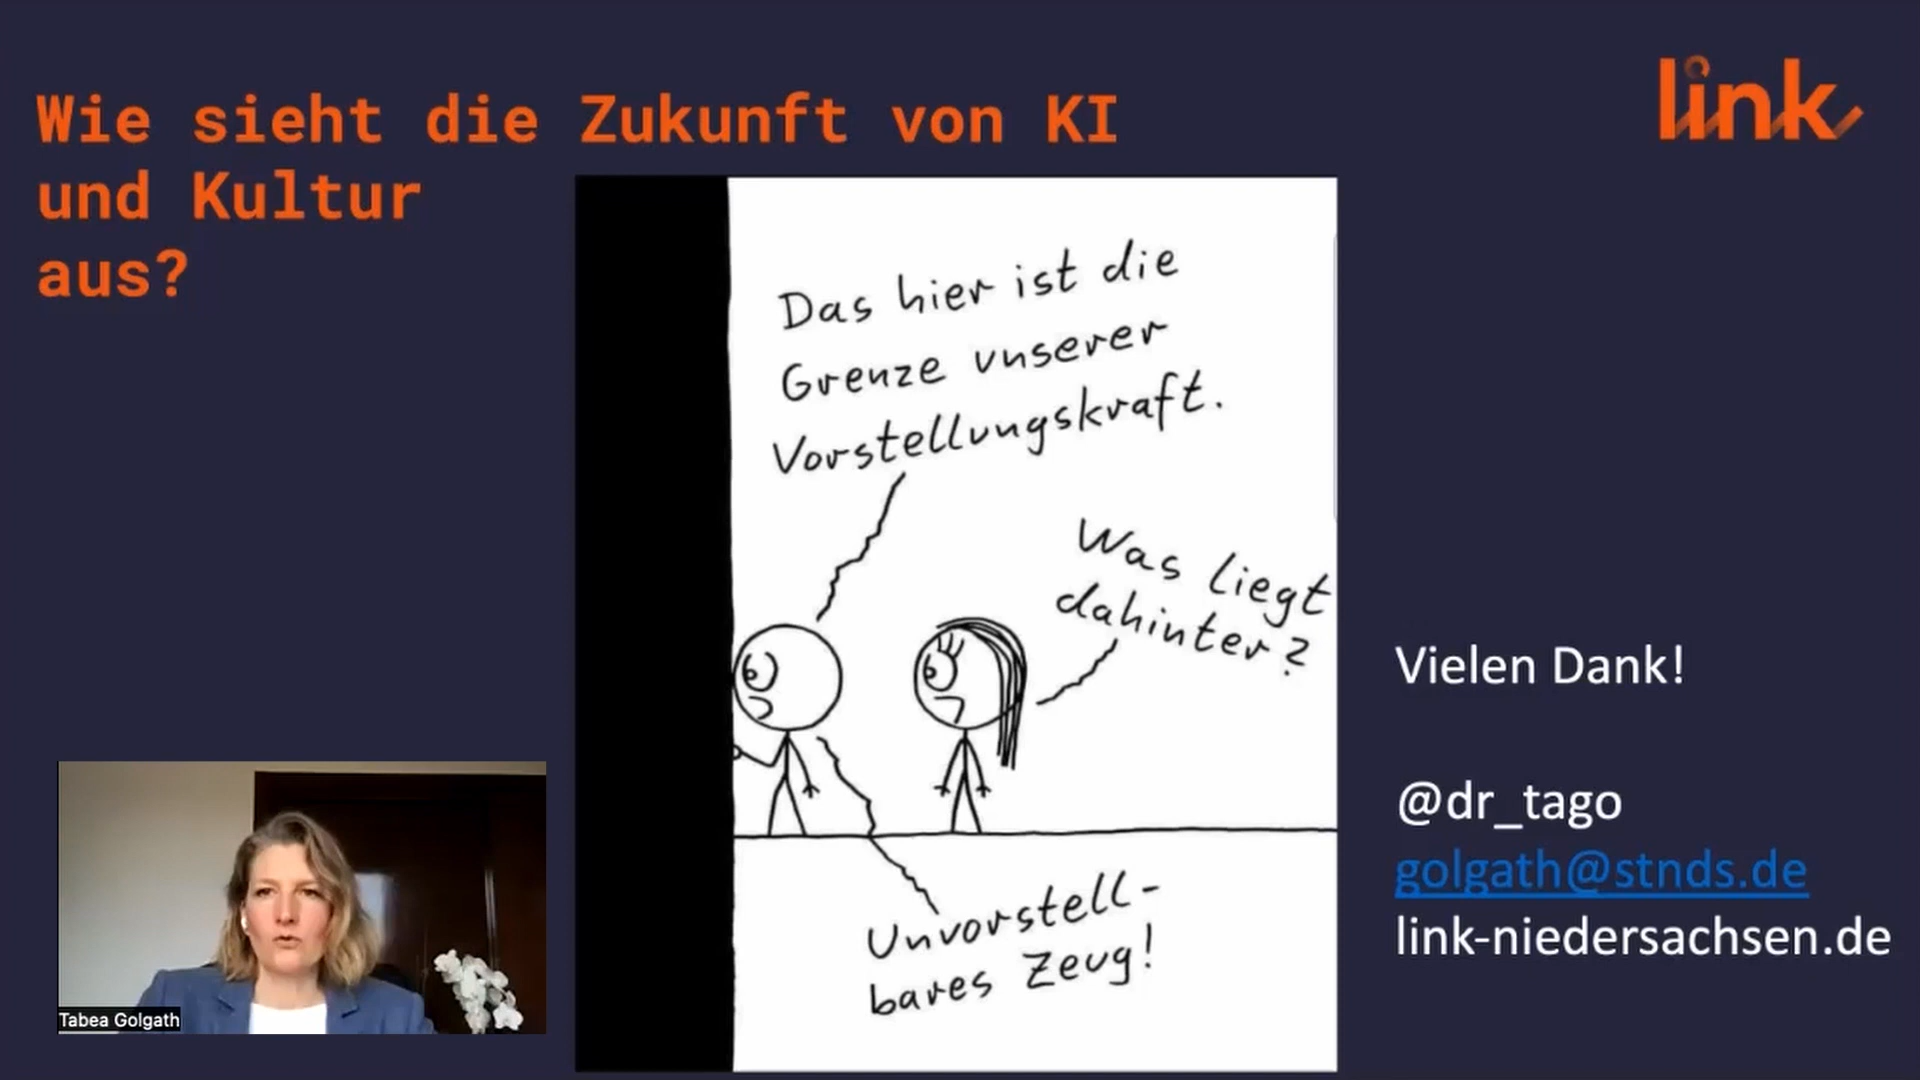 Wie sieht die Zukunft von KI
und Kultur
aus?
link
Das hier ist die
Grenze unserer
Vorstellungskraft.
Was liegt
dahinter?
Unvorstell-
bares Zeug!
Vielen Dank!
@dr_tago
golgath@stnds.de
link-niedersachsen.de
Tabea Golgath